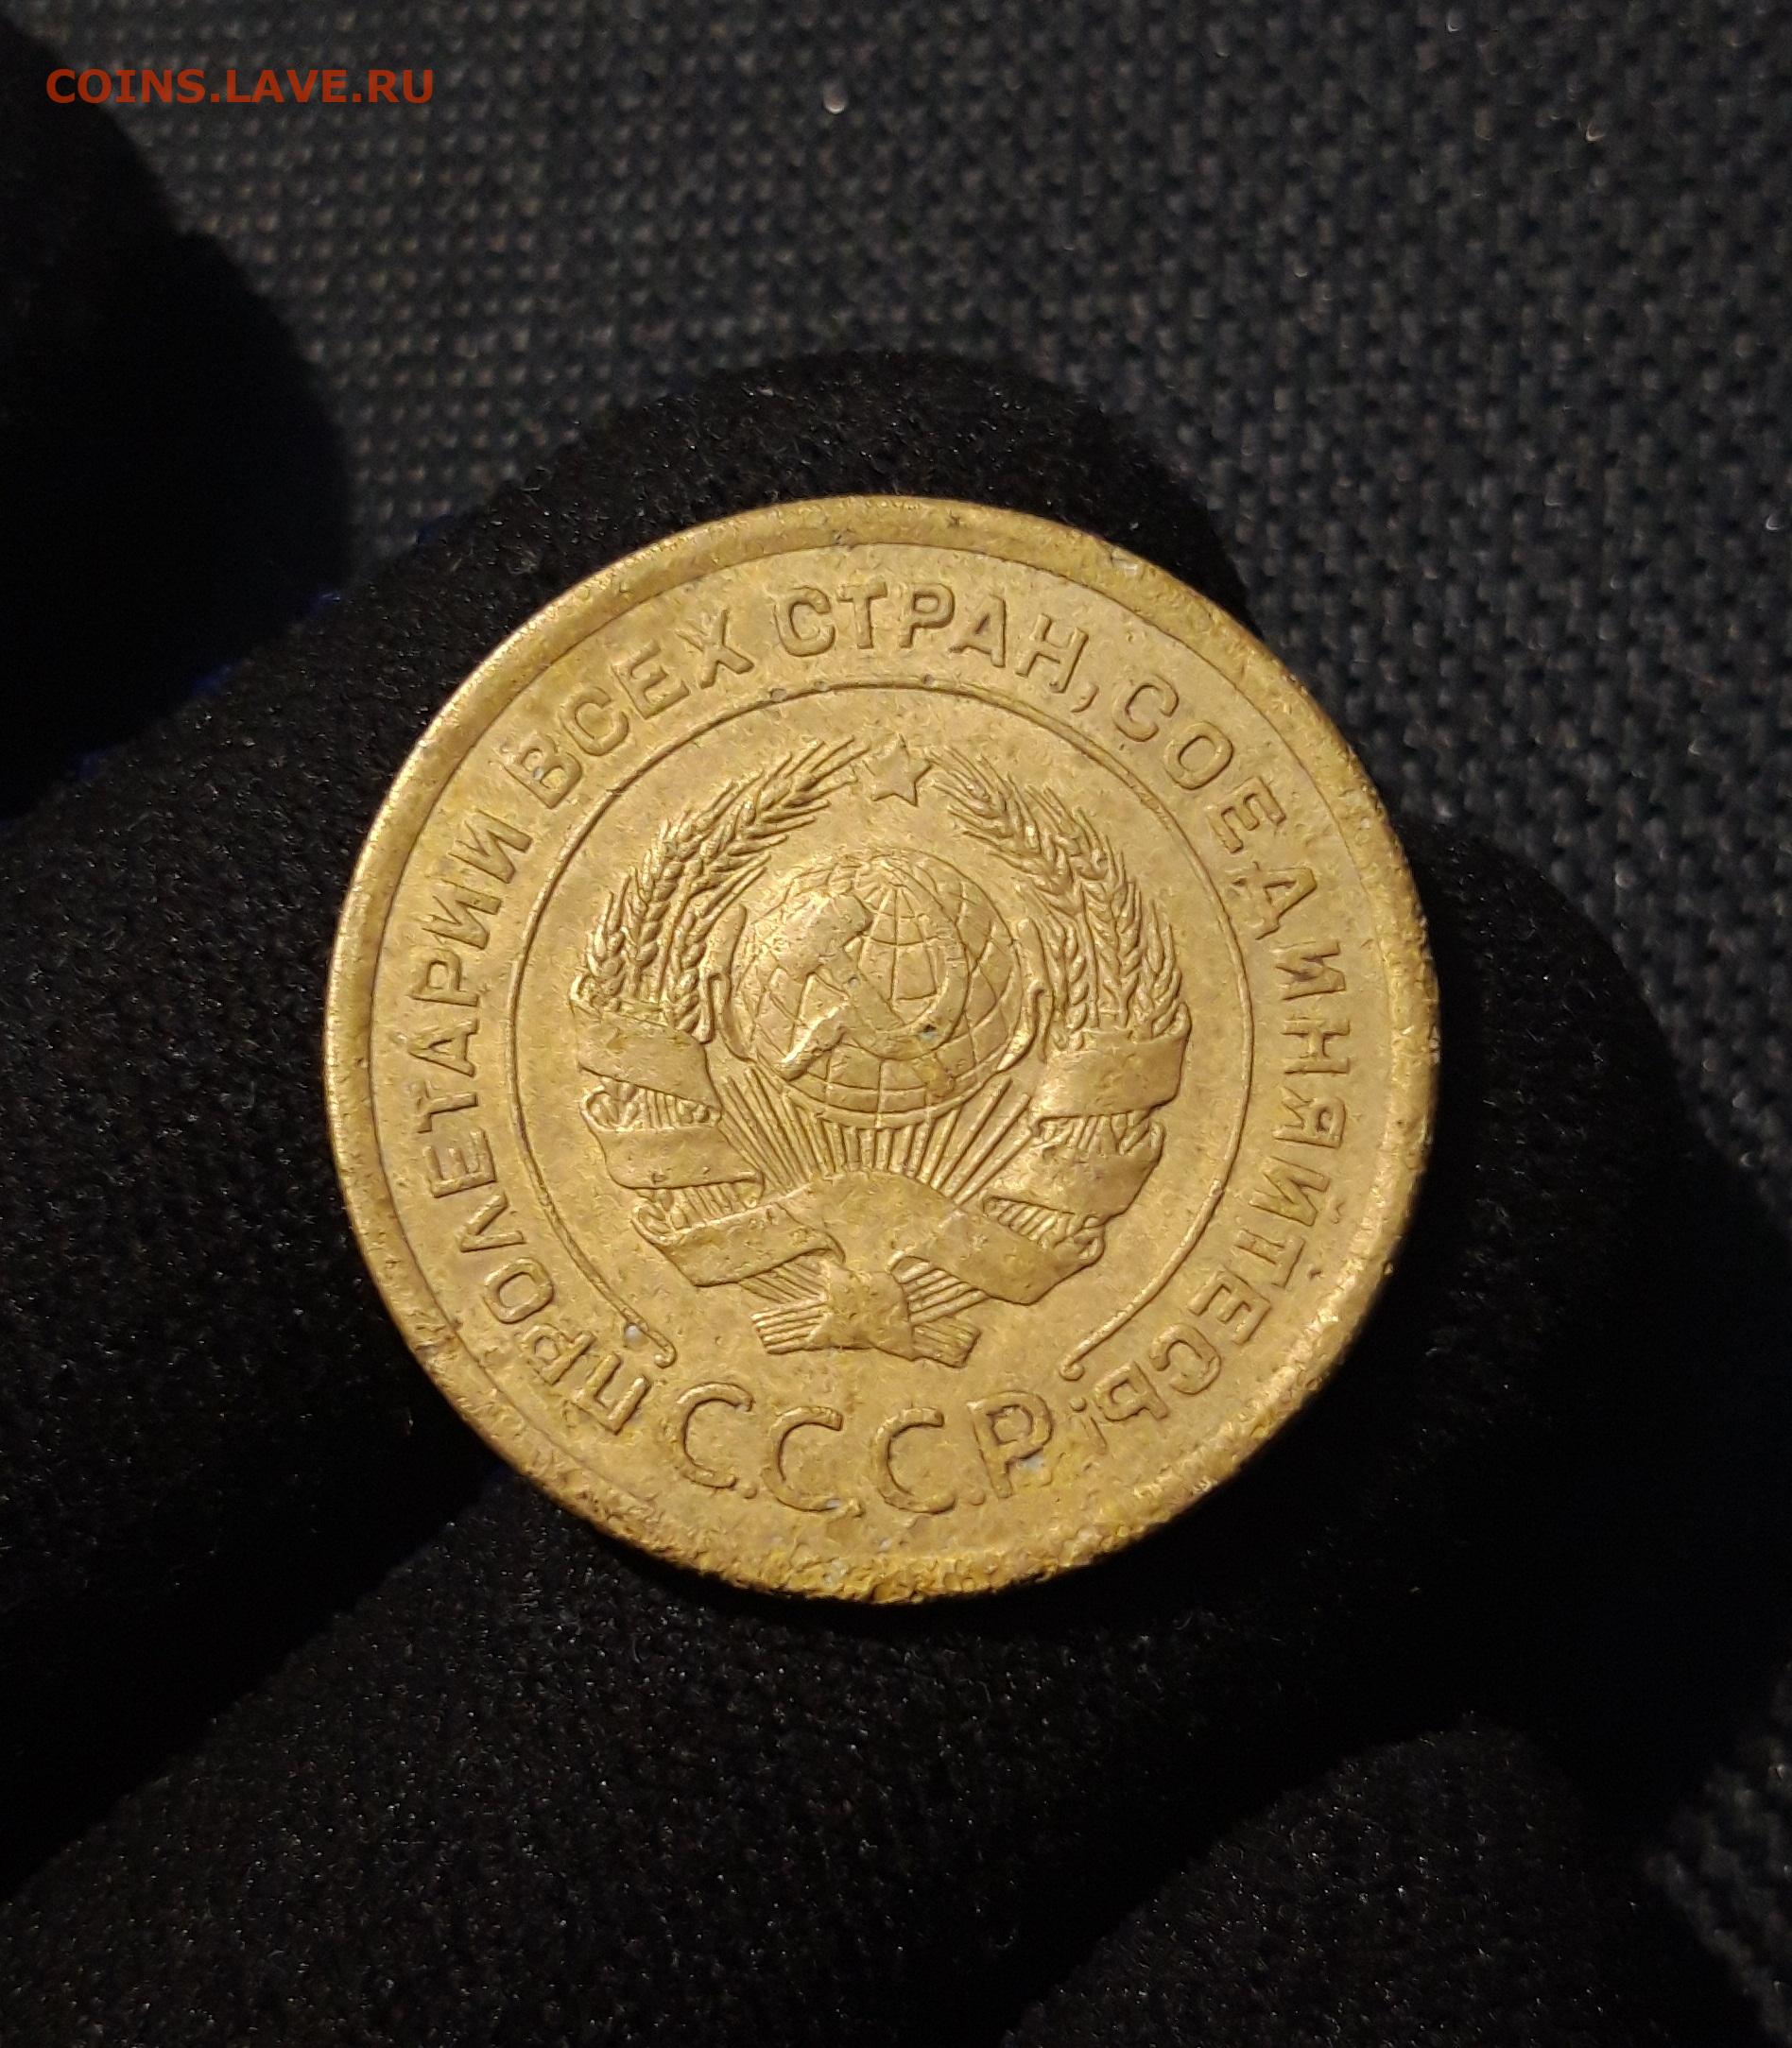 COINS.LAVE.RU
ПРОЛЕТАРИИ ВСЕХ СТРАН, СОЕДИНЯЙТЕСЬ!
С.С.С.Р.